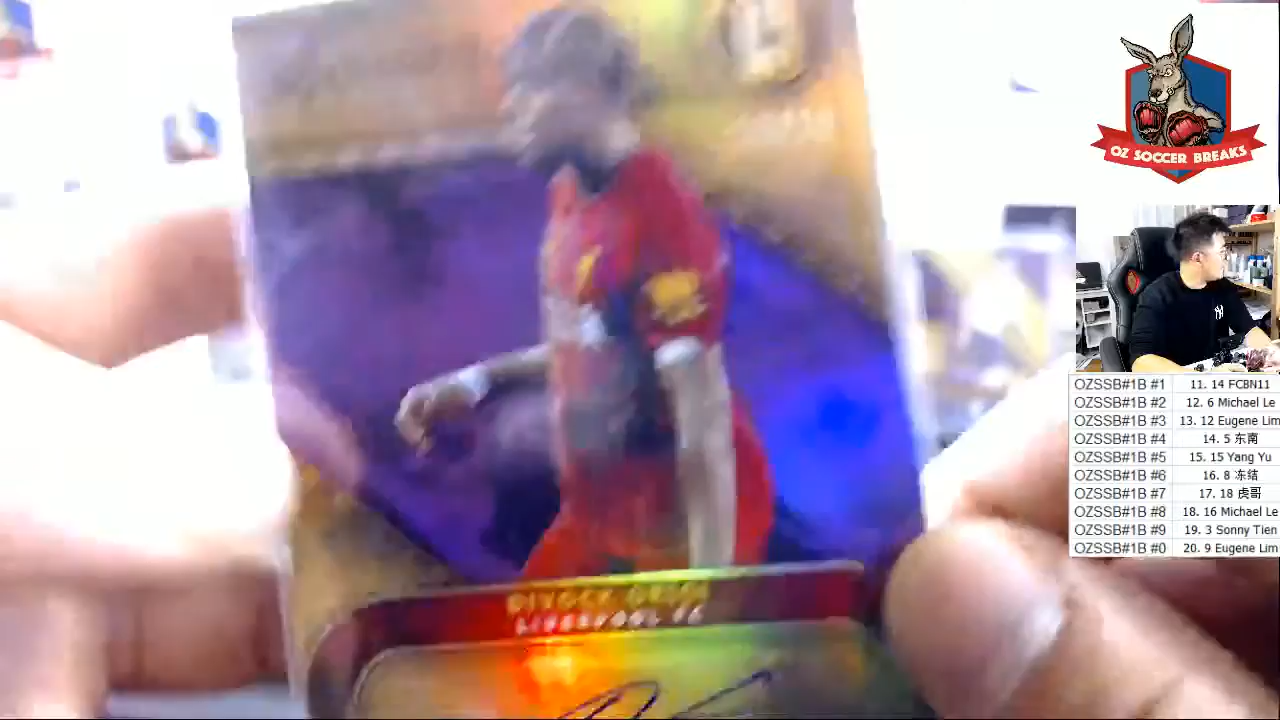 OZ SOCCER BREAKS
DIVOCK ORIGI
LIVERPOOL FC
OZSSB#1B #1 11. 14 FCBN11
OZSSB#1B #2 12. 6 Michael Le
OZSSB#1B #3 13. 12 Eugene Lim
OZSSB#1B #4 14. 5 东南
OZSSB#1B #5 15. 15 Yang Yu
OZSSB#1B #6 16. 8 冻结
OZSSB#1B #7 17. 18 虎哥
OZSSB#1B #8 18. 16 Michael Le
OZSSB#1B #9 19. 3 Sonny Tien
OZSSB#1B #0 20. 9 Eugene Lim